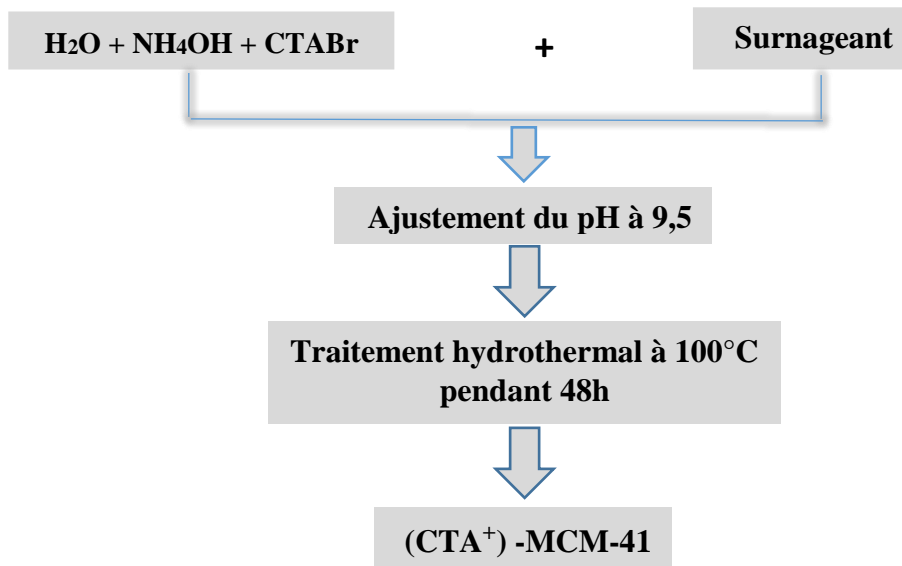 H2O + NH4OH + CTABr
+
Surnageant
Ajustement du pH à 9,5
Traitement hydrothermal à 100°C
pendant 48h
(CTA⁺) -MCM-41